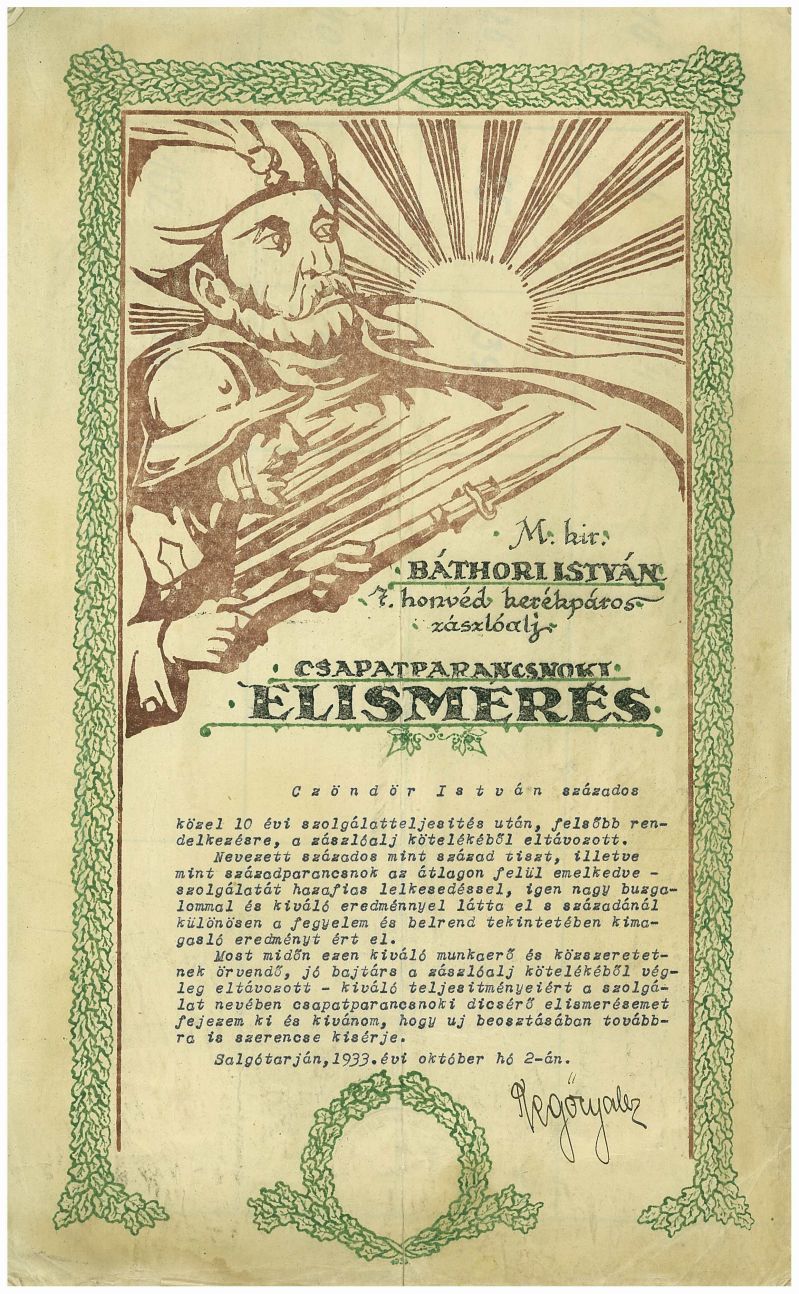 M. kir.
BÁTHORI ISTVÁN
7. honvéd kerékpáros
zászlóalj
CSAPATPARANCSNOKI
ELISMERÉS
Czöndör István százados
közel 10 évi szolgálatteljesités után, felsőbb ren-
delkezésre, a zászlóalj kötelékéből eltávozott.
Nevezett százados mint század tiszt, illetve
mint századparancsnok az átlagon felül emelkedve -
szolgálatát hazafias lelkesedéssel, igen nagy buzga-
lommal és kiváló eredménnyel látta el s századánál
különösen a fegyelem és belrend tekintetében kima-
gasló eredményt ért el.
Most midőn ezen kiváló munkaerő és közszeretet-
nek örvendő, jó bajtárs a zászlóalj kötelékéből vég-
leg eltávozott - kiváló teljesitményeiért a szolgá-
lat nevében csapatparancsnoki dicsérő elismerésemet
fejezem ki és kivánom, hogy uj beosztásában tovább-
ra is szerencse kisérje.
Salgótarján,1933.évi október hó 2-án.